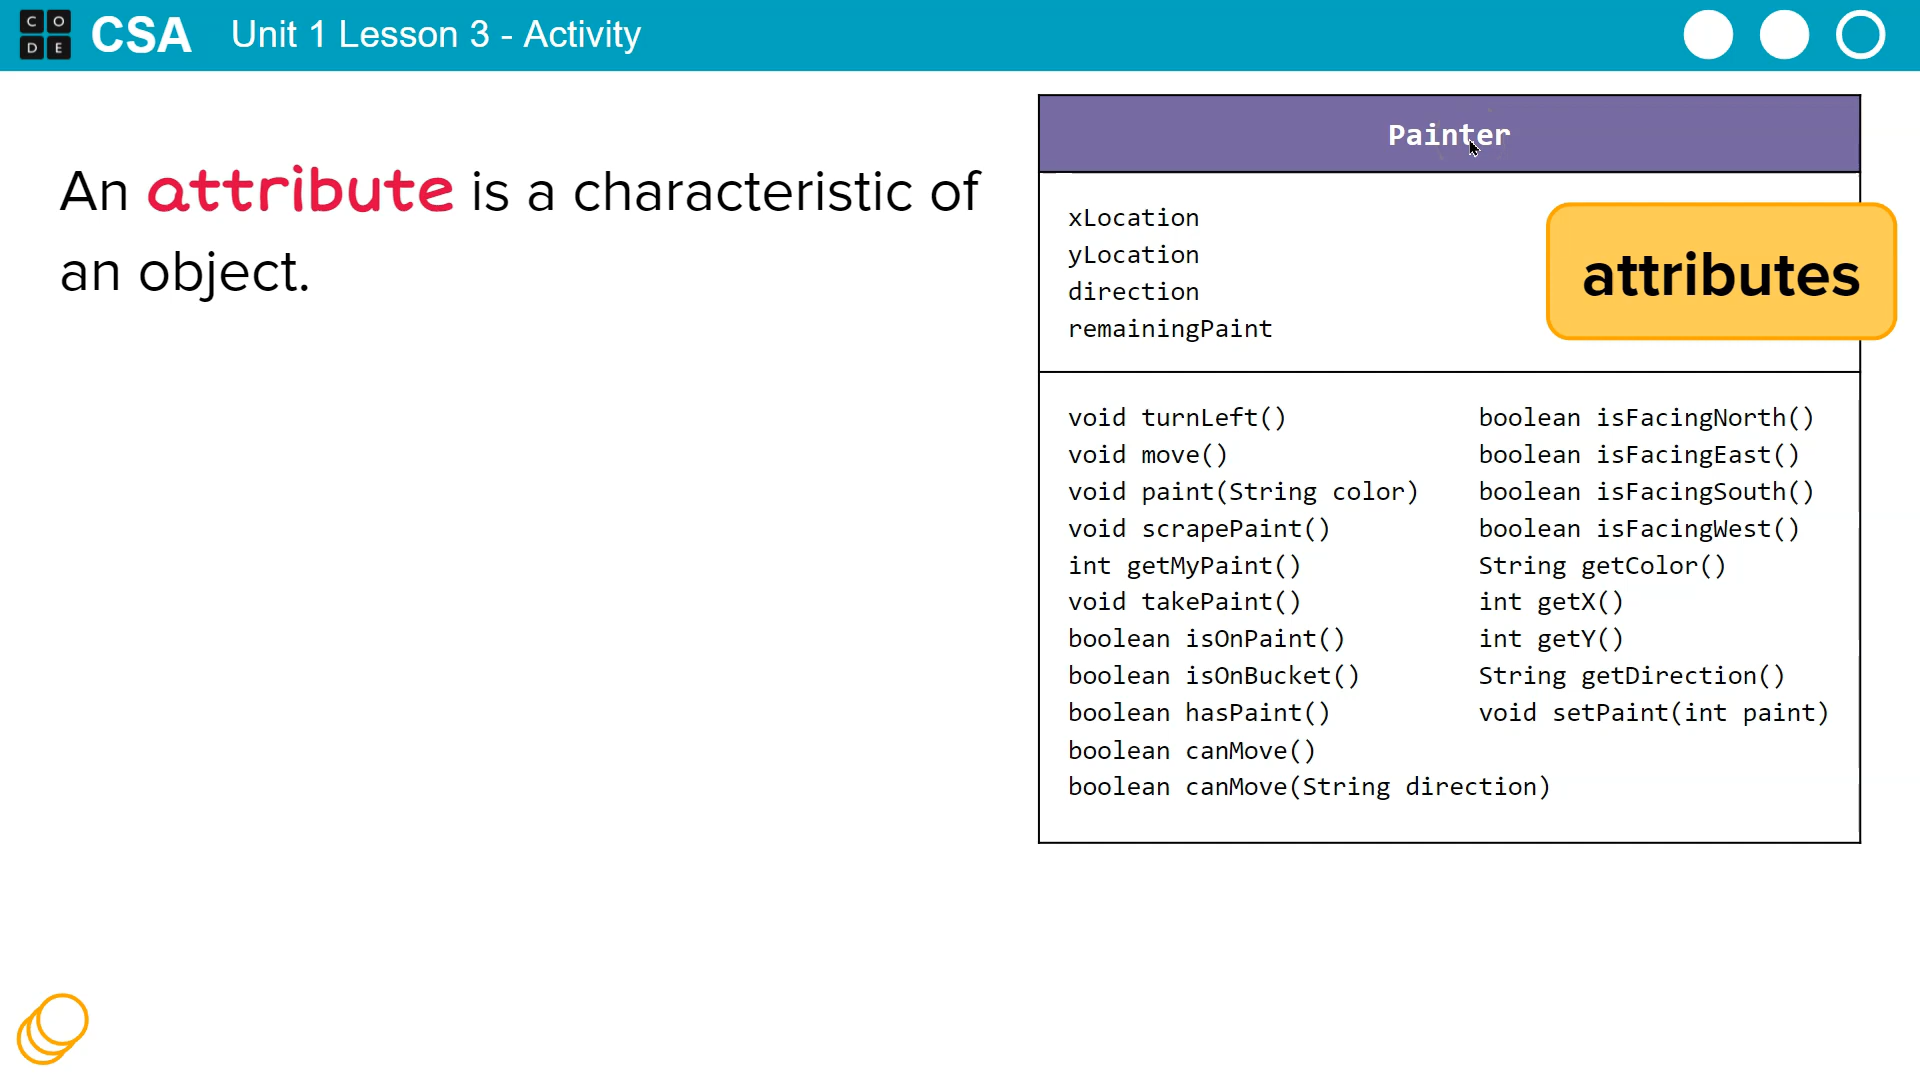 CODE CSA Unit 1 Lesson 3 - Activity
An attribute is a characteristic of
an object.
Painter
xLocation
yLocation
direction
remainingPaint
attributes
void turnLeft()
void move()
void paint(String color)
void scrapePaint()
int getMyPaint()
void takePaint()
boolean isOnPaint()
boolean isOnBucket()
boolean hasPaint()
boolean canMove()
boolean canMove(String direction)
boolean isFacingNorth()
boolean isFacingEast()
boolean isFacingSouth()
boolean isFacingWest()
String getColor()
int getX()
int getY()
String getDirection()
void setPaint(int paint)